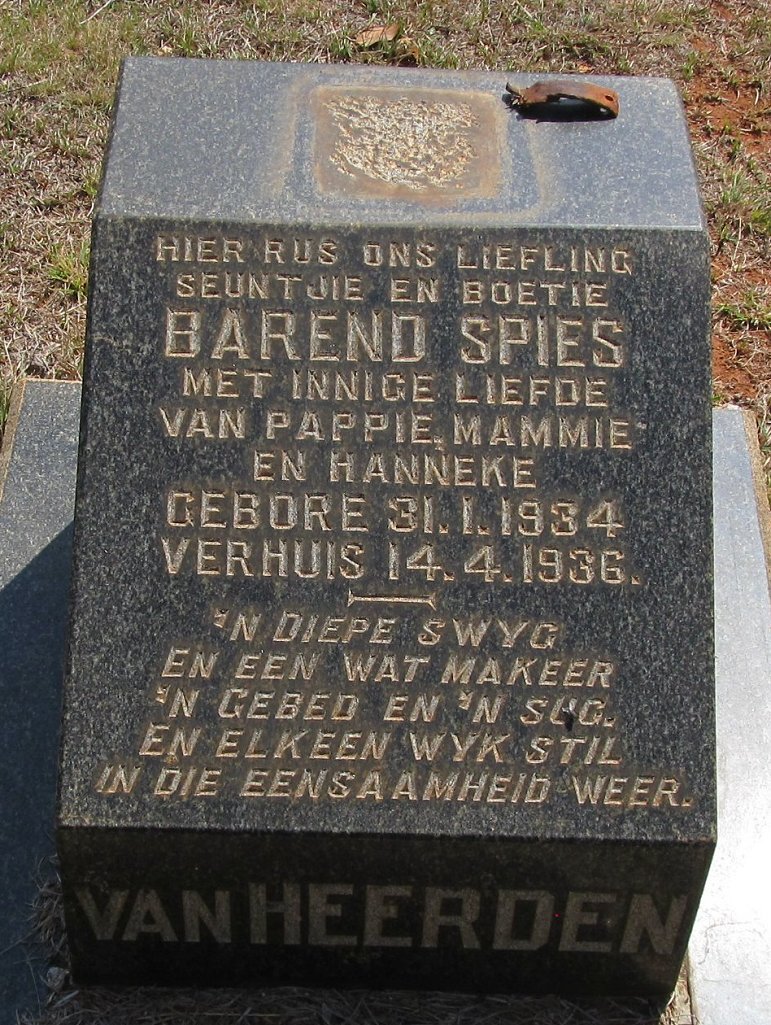 HIER RUS ONS LIEFLING
SEUNTJIE EN BOETIE
BAREND SPIES
MET INNIGE LIEFDE
VAN PAPPIE, MAMMIE
EN HANNEKE
GEBORE 31.1.1934
VERHUIS 14.4.1936.
'N DIEPE SWYG
EN EEN WAT MAKEER
'N GEBED EN 'N SUG.
EN ELKEEN WYK STIL
IN DIE EENSAAMHEID WEER.
VAN HEERDEN